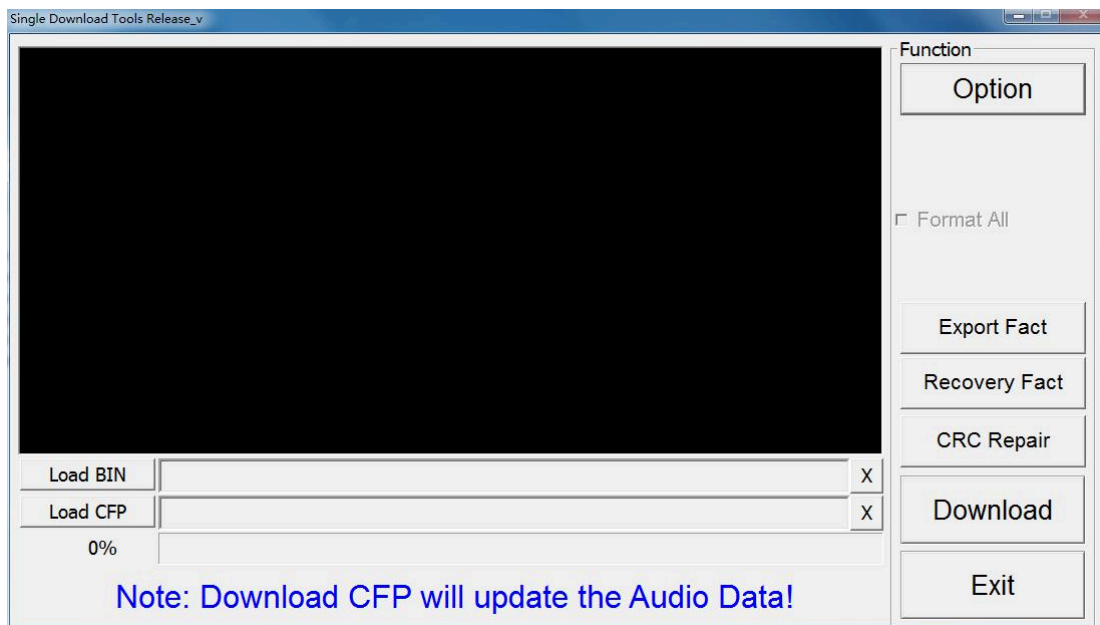 Single Download Tools Release_v
Function
Option
Format All
Export Fact
Recovery Fact
CRC Repair
Load BIN
X
Load CFP
X
Download
0%
Note: Download CFP will update the Audio Data!
Exit